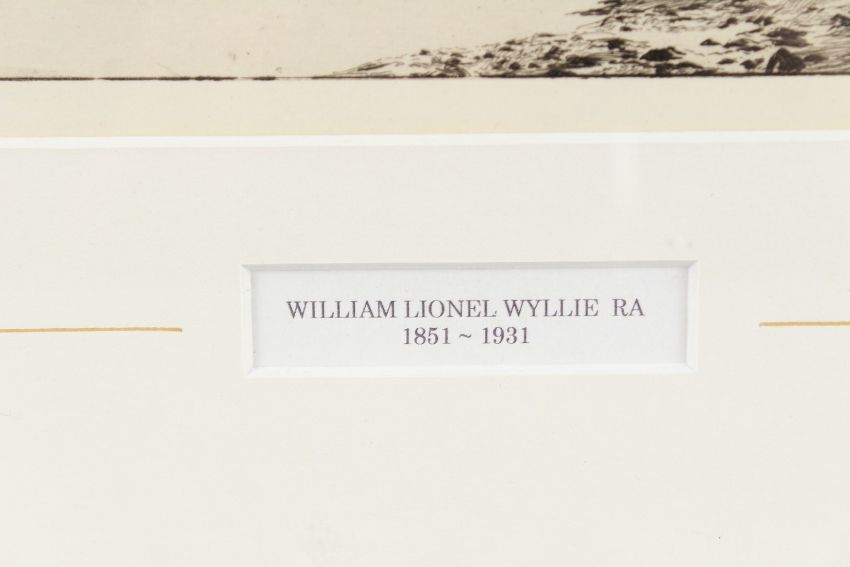 WILLIAM LIONEL WYLLIE RA
1851 ~ 1931